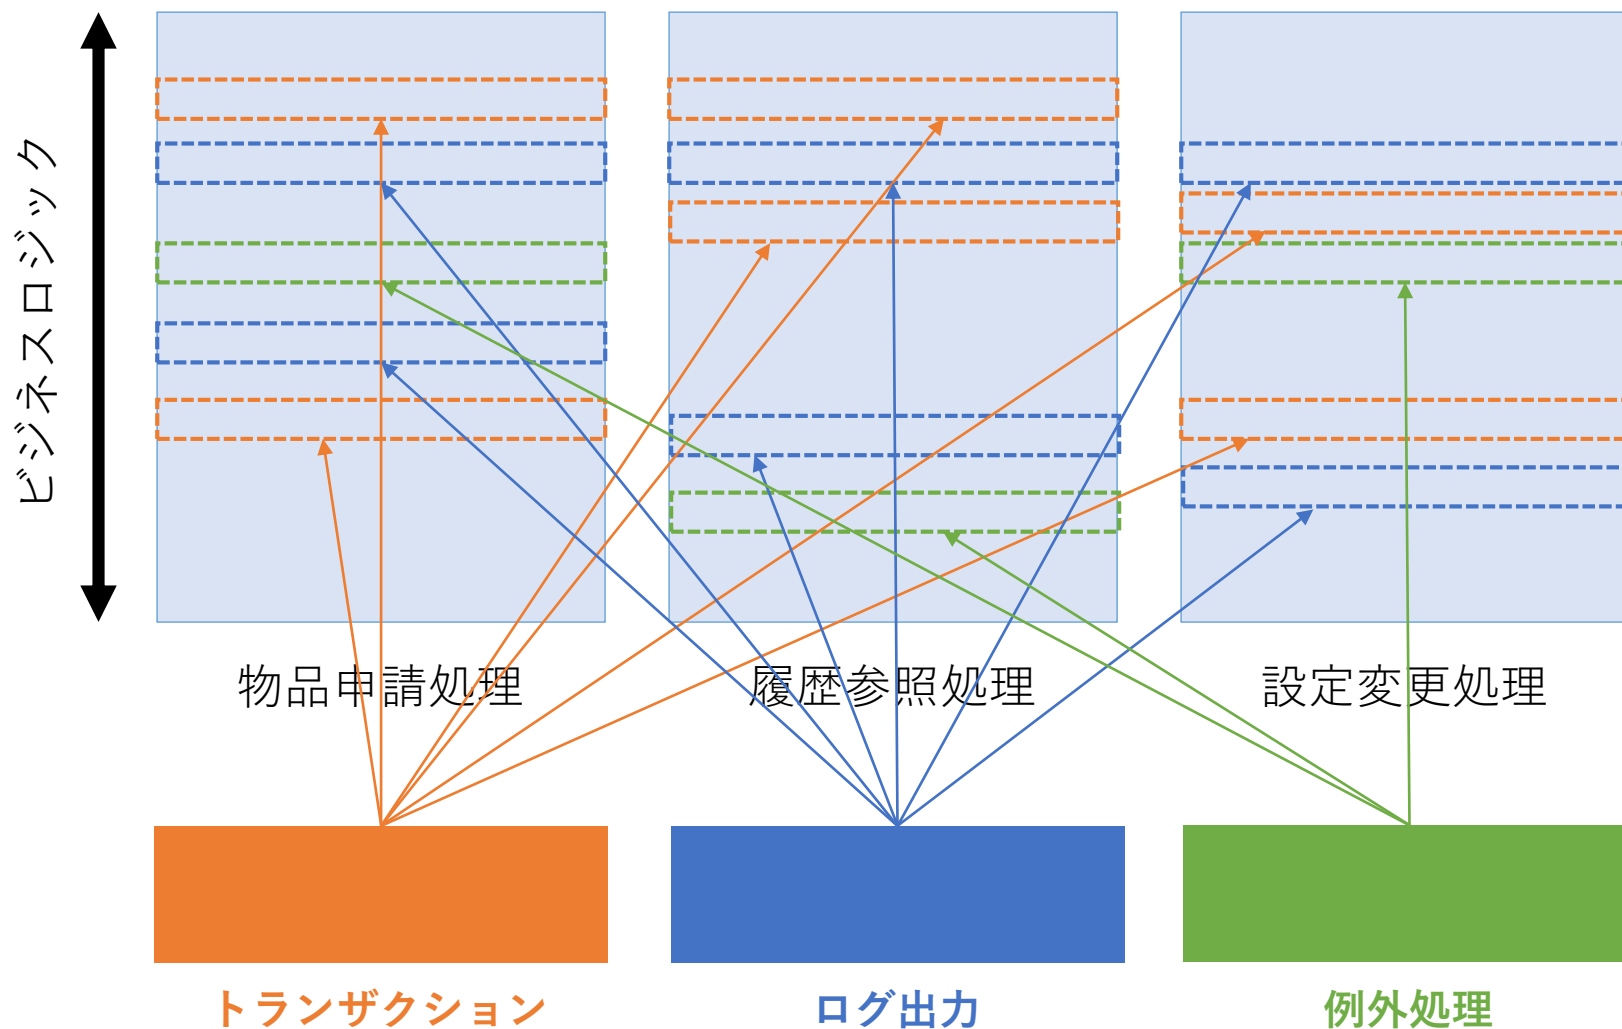 ビジネスロジック
物品申請処理
履歴参照処理
設定変更処理
トランザクション
ログ出力
例外処理